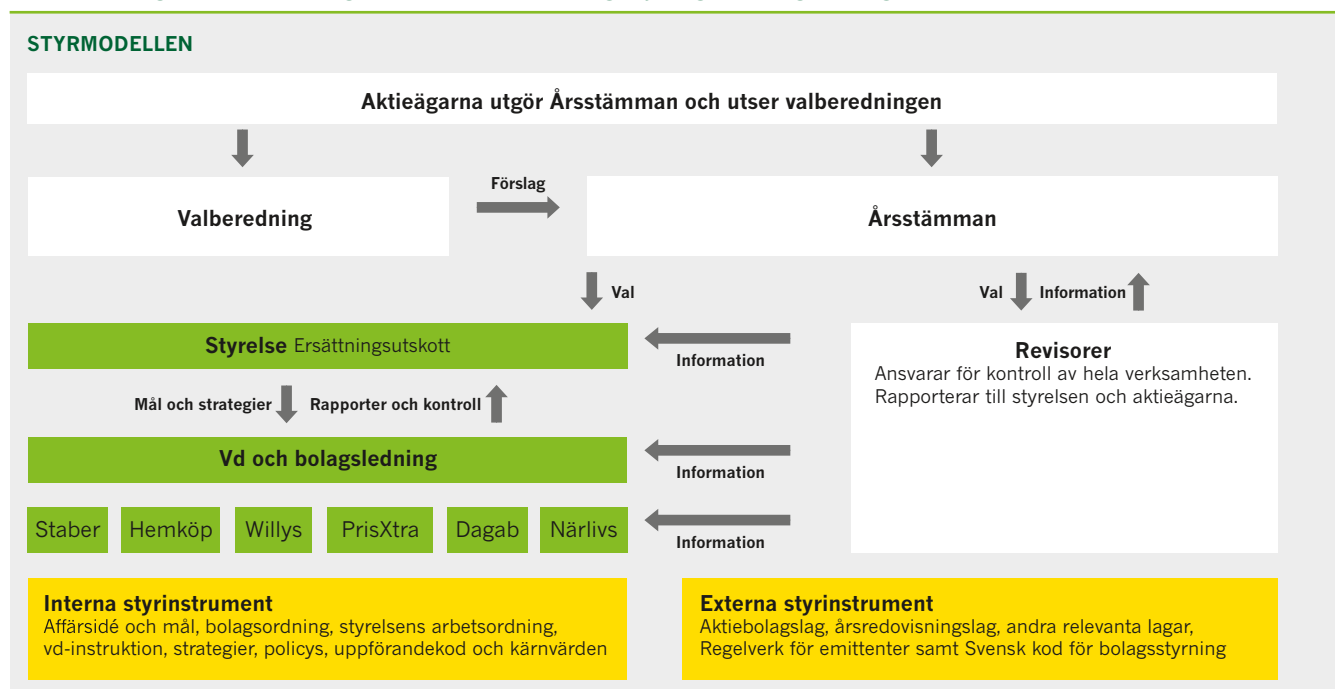 STYRMODELLEN
Aktieägarna utgör Årsstämman och utser valberedningen
Valberedning
Förslag
Årsstämman
Val
Val
Information
Styrelse Ersättningsutskott
Information
Revisorer
Ansvarar för kontroll av hela verksamheten.
Rapporterar till styrelsen och aktieägarna.
Mål och strategier
Rapporter och kontroll
Vd och bolagsledning
Information
Staber
Hemköp
Willys
PrisXtra
Dagab
Närlivs
Information
Interna styrinstrument
Affärsidé och mål, bolagsordning, styrelsens arbetsordning,
vd-instruktion, strategier, policys, uppförandekod och kärnvärden
Externa styrinstrument
Aktiebolagslag, årsredovisningslag, andra relevanta lagar,
Regelverk för emittenter samt Svensk kod för bolagsstyrning